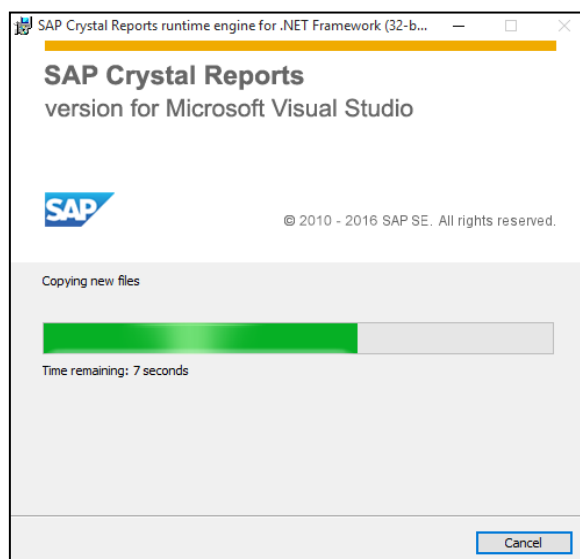 SAP Crystal Reports runtime engine for .NET Framework (32-b...
SAP Crystal Reports
version for Microsoft Visual Studio
SAP
© 2010 - 2016 SAP SE. All rights reserved.
Copying new files
Time remaining: 7 seconds
Cancel